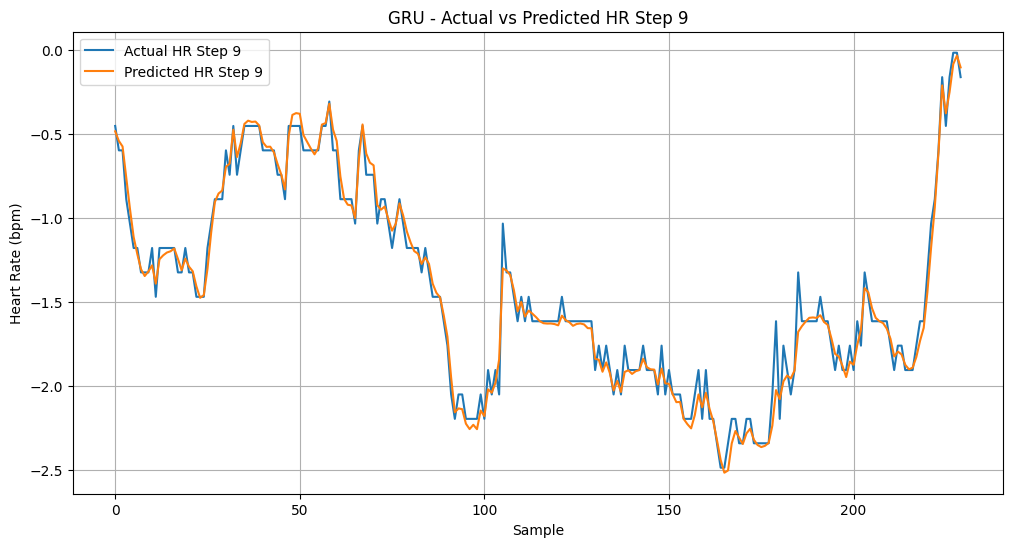 GRU - Actual vs Predicted HR Step 9
Actual HR Step 9
Predicted HR Step 9
Heart Rate (bpm)
0.0
−0.5
−1.0
−1.5
−2.0
−2.5
0 50 100 150 200
Sample